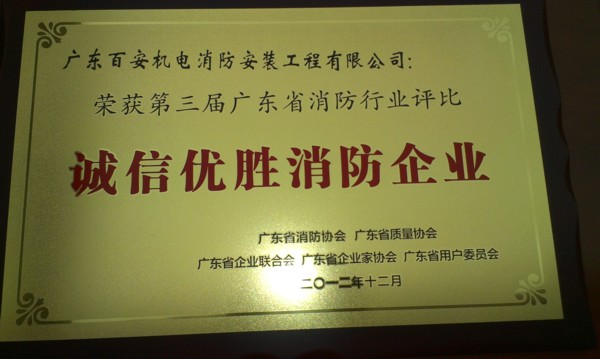 广东百安机电消防安装工程有限公司:
荣获第三届广东省消防行业评比
诚信优胜消防企业
广东省消防协会 广东省质量协会
广东省企业联合会 广东省企业家协会 广东省用户委员会
二〇一二年十二月